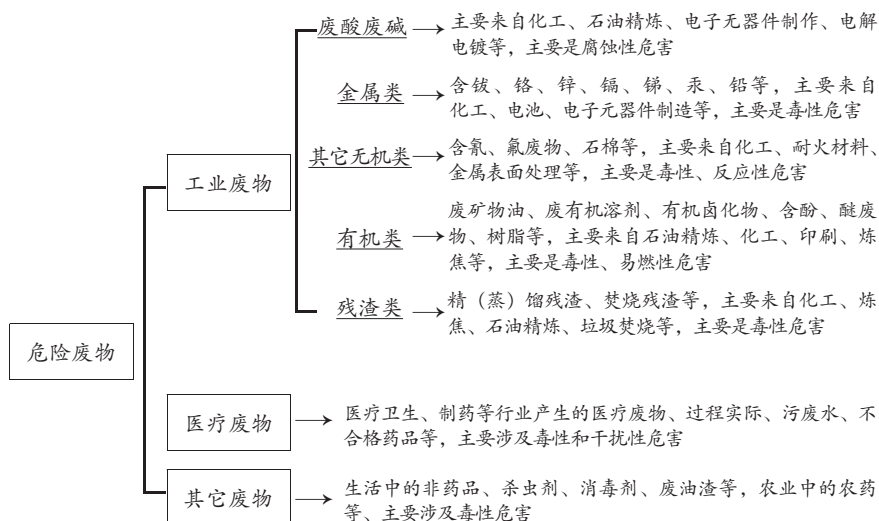 废酸废碱
主要来自化工、石油精炼、电子无器件制作、电解
电镀等，主要是腐蚀性危害
金属类
含钹、铬、锌、镉、锑、汞、铅等，主要来自
化工、电池、电子元器件制造等，主要是毒性危害
其它无机类
含氰、氟废物、石棉等，主要来自化工、耐火材料、
金属表面处理等，主要是毒性、反应性危害
工业废物
有机类
废矿物油、废有机溶剂、有机卤化物、含酚、醚废
物、树脂等，主要来自石油精炼、化工、印刷、炼
焦等，主要是毒性、易燃性危害
残渣类
精（蒸）馏残渣、焚烧残渣等，主要来自化工、炼
焦、石油精炼、垃圾焚烧等，主要是毒性危害
危险废物
医疗废物
医疗卫生、制药等行业产生的医疗废物、过程实际、污废水、不
合格药品等，主要涉及毒性和干扰性危害
其它废物
生活中的非药品、杀虫剂、消毒剂、废油渣等，农业中的农药
等、主要涉及毒性危害